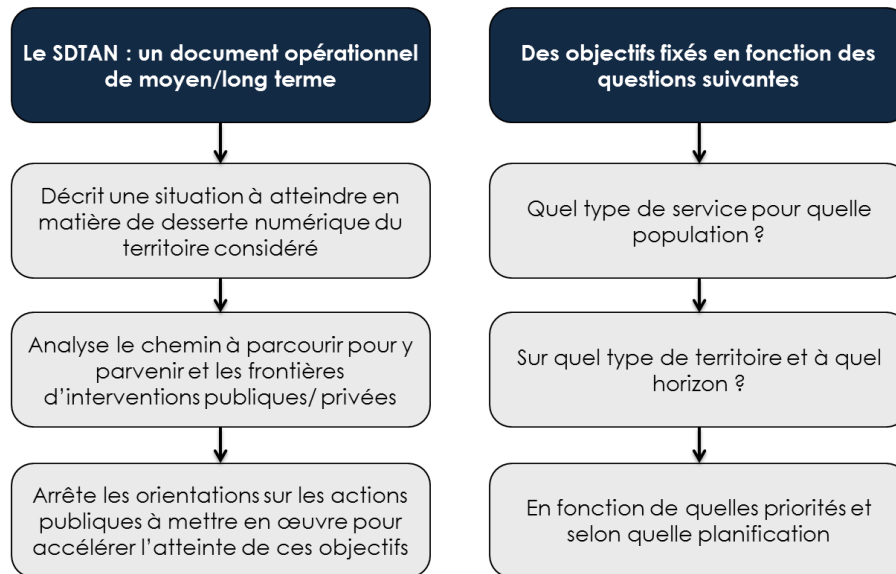 Le SDTAN : un document opérationnel
de moyen/long terme
Décrit une situation à atteindre en
matière de desserte numérique du
territoire considéré
Analyse le chemin à parcourir pour y
parvenir et les frontières
d’interventions publiques/ privées
Arrête les orientations sur les actions
publiques à mettre en œuvre pour
accélérer l’atteinte de ces objectifs
Des objectifs fixés en fonction des
questions suivantes
Quel type de service pour quelle
population ?
Sur quel type de territoire et à quel
horizon ?
En fonction de quelles priorités et
selon quelle planification